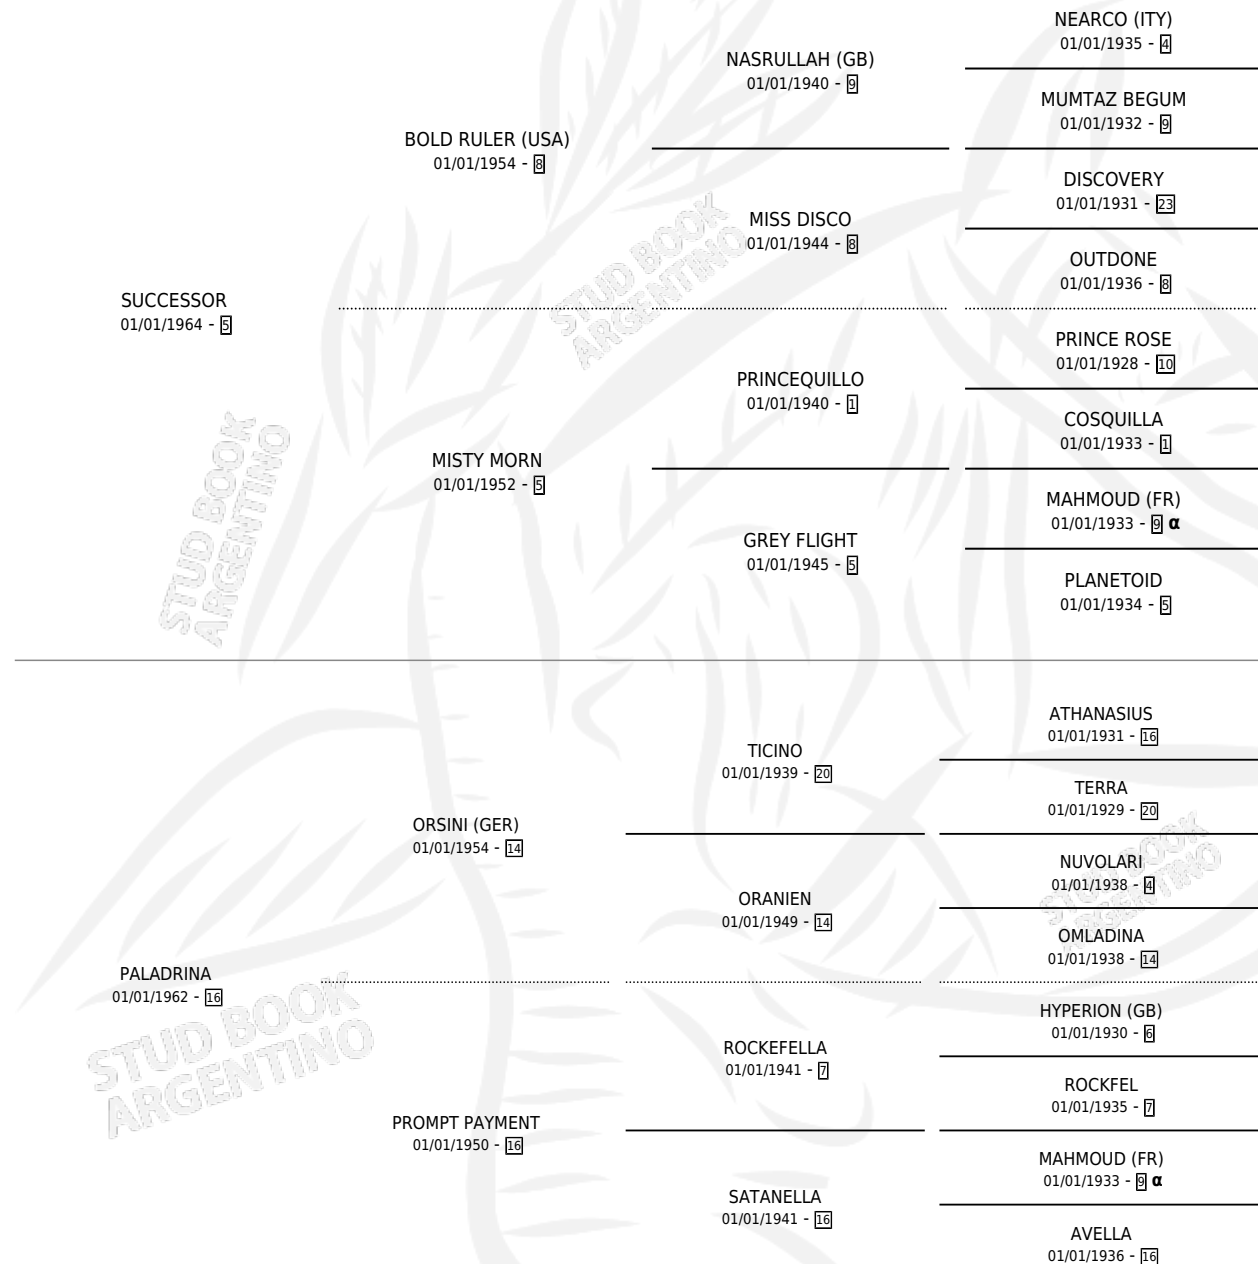 NEARCO (ITY)
01/01/1935 - 4
NASRULLAH (GB)
01/01/1940 - 9
MUMTAZ BEGUM
01/01/1932 - 9
BOLD RULER (USA)
01/01/1954 - 8
DISCOVERY
01/01/1931 - 23
MISS DISCO
01/01/1944 - 8
OUTDONE
01/01/1936 - 8
SUCCESSOR
01/01/1964 - 5
STUD BOOK
ARGENTINO
PRINCE ROSE
01/01/1928 - 10
PRINCEQUILLO
01/01/1940 - 1
COSQUILLA
01/01/1933 - 1
MISTY MORN
01/01/1952 - 5
MAHMOUD (FR)
01/01/1933 - 9 α
GREY FLIGHT
01/01/1945 - 5
PLANETOID
01/01/1934 - 5
STUD BOOK
ARGENTINO
ATHANASIUS
01/01/1931 - 16
TICINO
01/01/1939 - 20
TERRA
01/01/1929 - 20
ORSINI (GER)
01/01/1954 - 14
NUVOLARI
01/01/1938 - 4
ORANIEN
01/01/1949 - 14
OMLADINA
01/01/1938 - 14
STUD BOOK
ARGENTINO
PALADRINA
01/01/1962 - 16
STUD BOOK
ARGENTINO
HYPERION (GB)
01/01/1930 - 6
ROCKEFELLA
01/01/1941 - 7
ROCKFEL
01/01/1935 - 7
PROMPT PAYMENT
01/01/1950 - 16
MAHMOUD (FR)
01/01/1933 - 9 α
SATANELLA
01/01/1941 - 16
AVELLA
01/01/1936 - 16